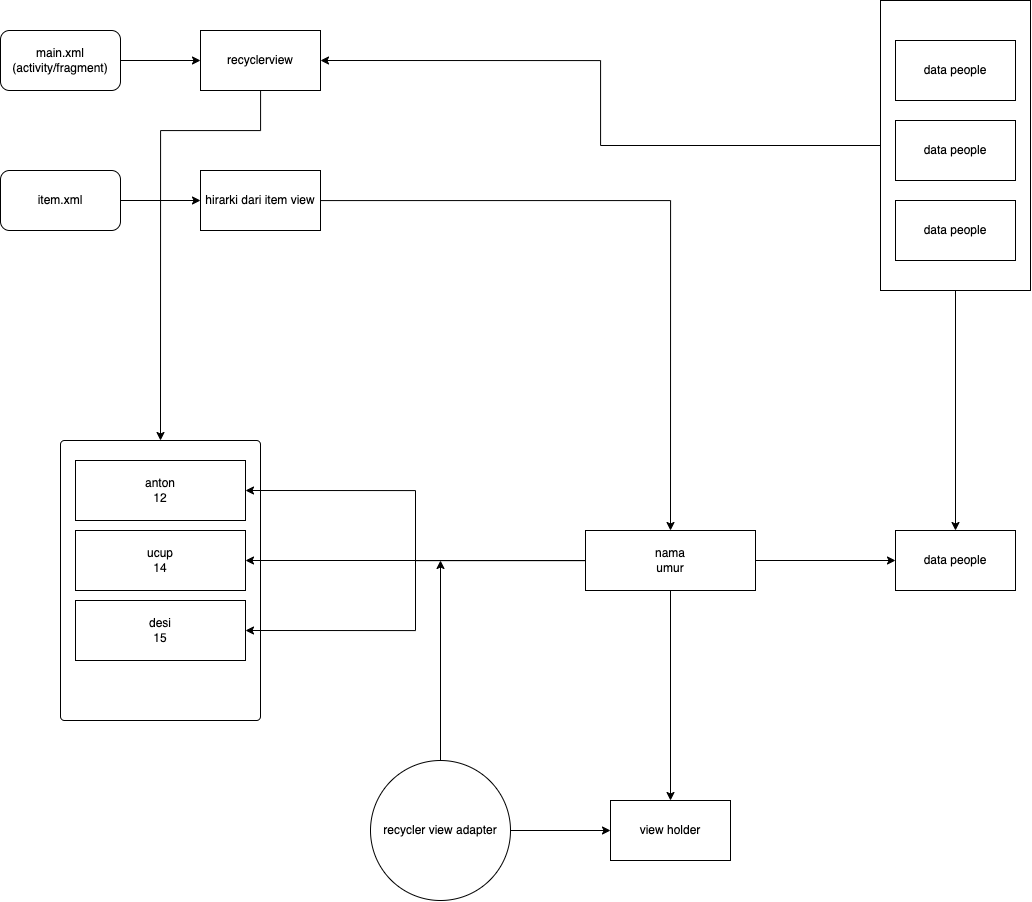 main.xml
(activity/fragment)
recyclerview
data people
data people
data people
item.xml
hirarki dari item view
anton
12
ucup
14
desi
15
nama
umur
data people
recycler view adapter
view holder